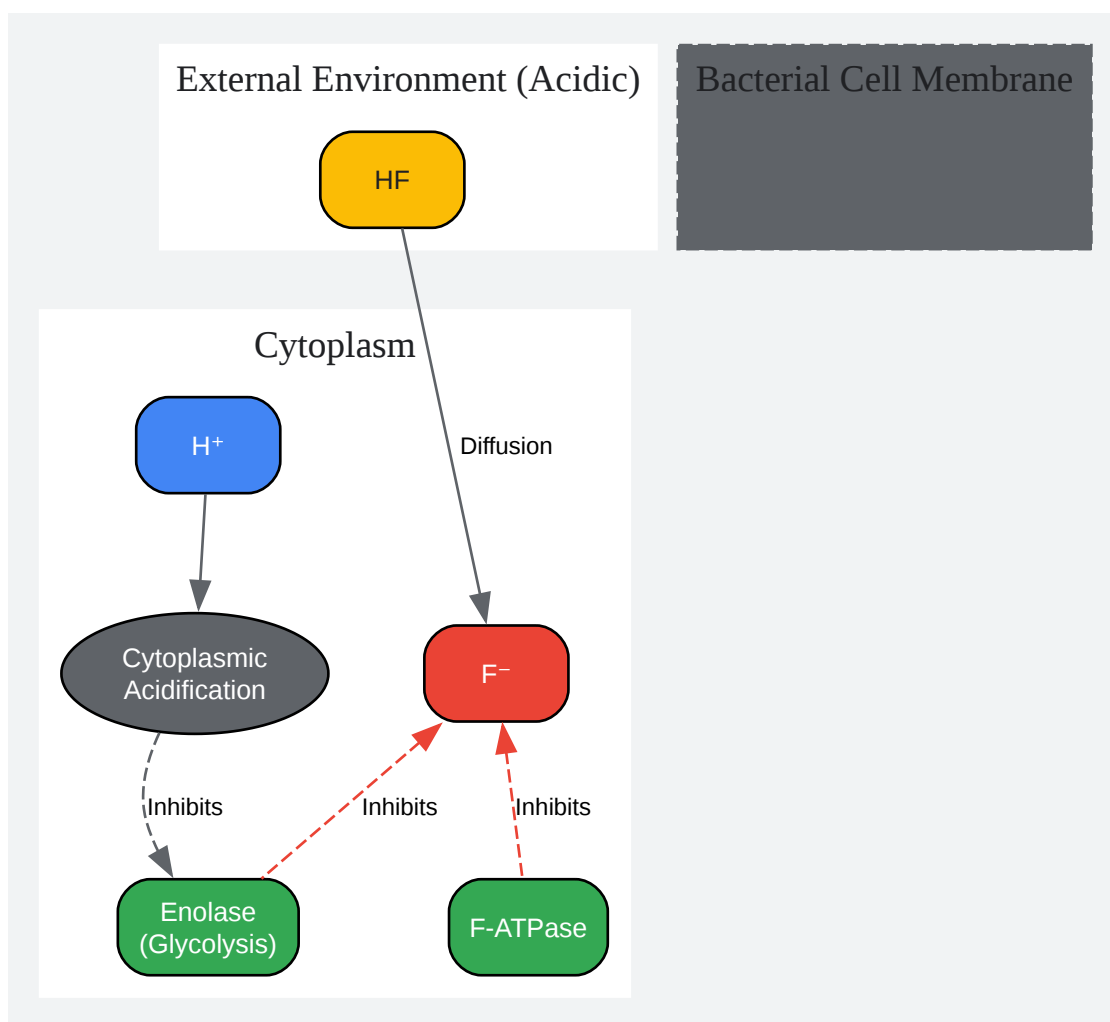 External Environment (Acidic)
Bacterial Cell Membrane
HF
Cytoplasm
H⁺
Diffusion
Cytoplasmic
Acidification
F⁻
Inhibits
Inhibits
Inhibits
Enolase
(Glycolysis)
F-ATPase